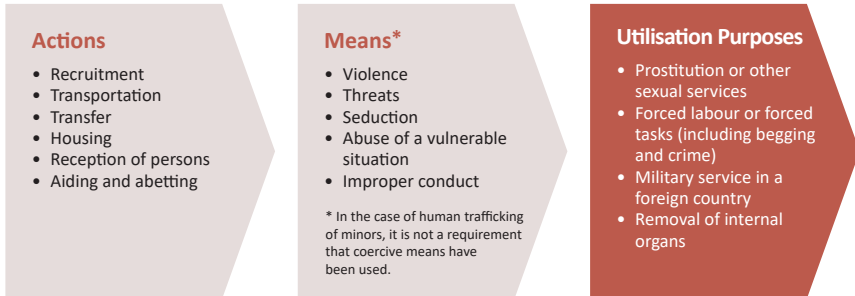 Actions
• Recruitment
• Transportation
• Transfer
• Housing
• Reception of persons
• Aiding and abetting
Means*
• Violence
• Threats
• Seduction
• Abuse of a vulnerable
situation
• Improper conduct
* In the case of human trafficking
of minors, it is not a requirement
that coercive means have
been used.
Utilisation Purposes
• Prostitution or other
sexual services
• Forced labour or forced
tasks (including begging
and crime)
• Military service in a
foreign country
• Removal of internal
organs